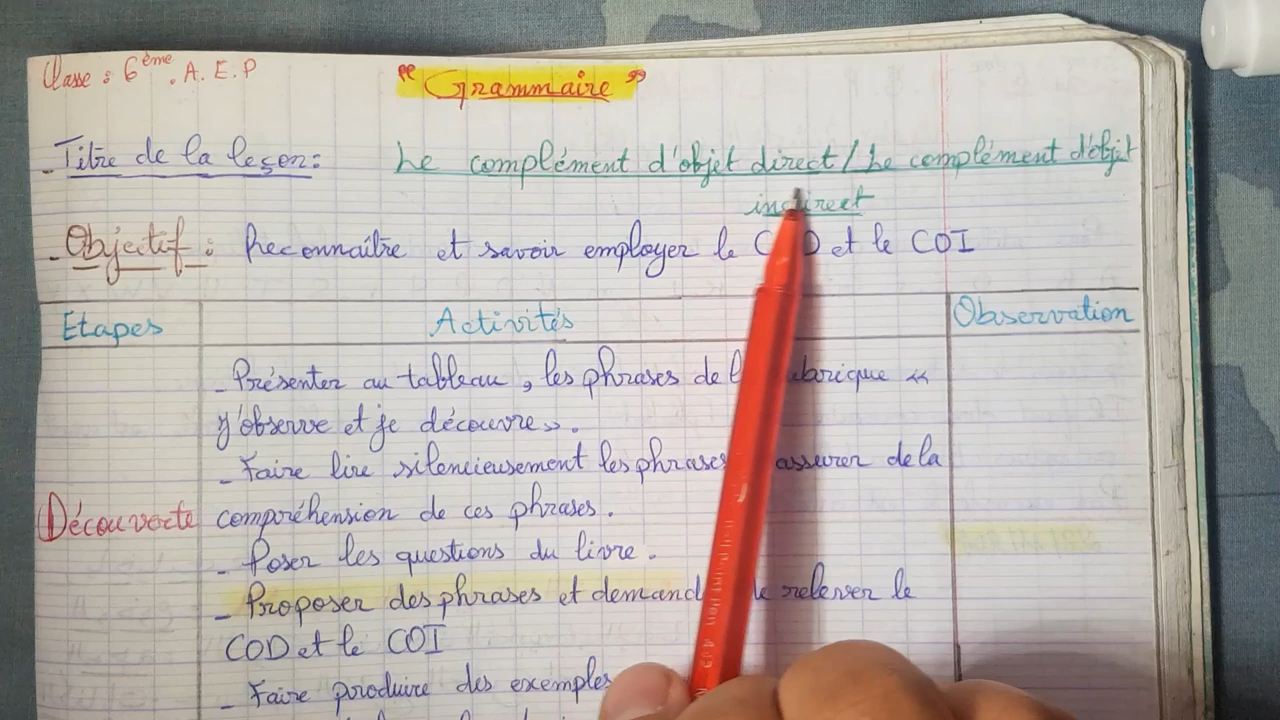 Classe : 6ème . A. E. P
" Grammaire "
- Titre de la leçon : Le complément d'objet direct / Le complément d'objet
indirect
- Objectif : Reconnaître et savoir employer le COD et le COI
Etapes Activités Observation
- Présenter au tableau, les phrases de la rubrique «
j'observe et je découvre».
- Faire lire silencieusement les phrases assurer de la
Découverte compréhension de ces phrases.
- Poser les questions du livre.
- Proposer des phrases et demand relever le
COD et le COI
- Faire produire des exemples